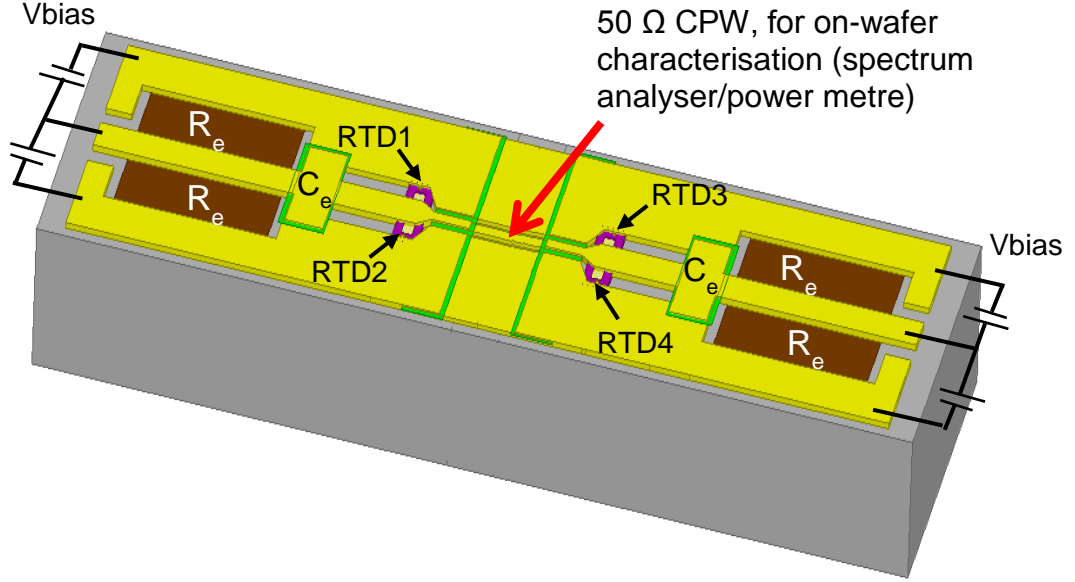 Vbias
50 Ω CPW, for on-wafer
characterisation (spectrum
analyser/power metre)
Re
RTD1
Re
Ce
RTD3
RTD2
Vbias
Re
Ce
RTD4
Re